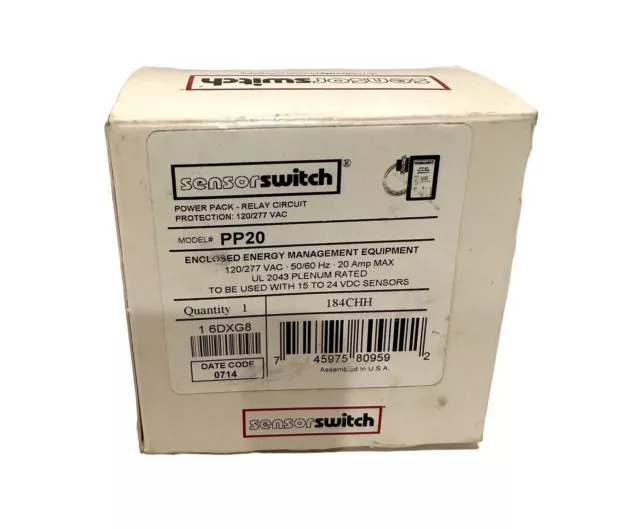 sensorswitch
sensorswitch®
POWER PACK - RELAY CIRCUIT
PROTECTION: 120/277 VAC
MODEL# PP20
ENCLOSED ENERGY MANAGEMENT EQUIPMENT
120/277 VAC · 50/60 Hz · 20 Amp MAX
UL 2043 PLENUM RATED
TO BE USED WITH 15 TO 24 VDC SENSORS
Quantity 1 184CHH
1 6DXG8
DATE CODE
0714
7 45975 80959 2
Assembled In U.S.A.
sensorswitch